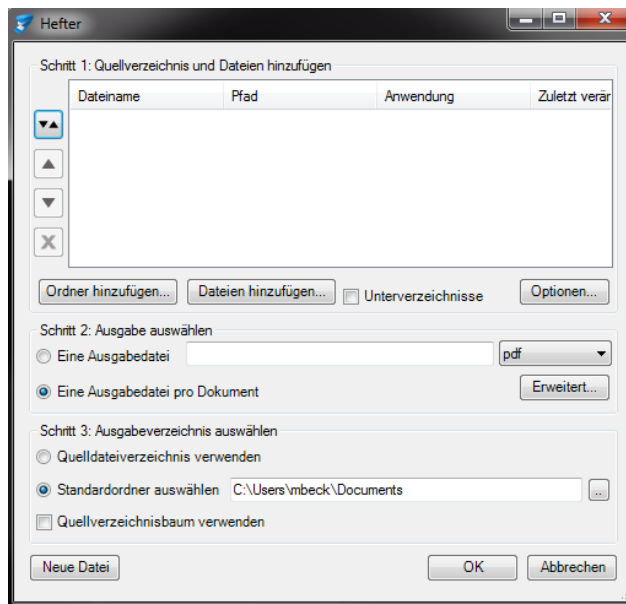 Hefter
Schritt 1: Quellverzeichnis und Dateien hinzufügen
Dateiname Pfad Anwendung Zuletzt verär
Ordner hinzufügen... Dateien hinzufügen... Unterverzeichnisse Optionen...
Schritt 2: Ausgabe auswählen
Eine Ausgabedatei pdf
Eine Ausgabedatei pro Dokument Erweitert...
Schritt 3: Ausgabeverzeichnis auswählen
Quelldateiverzeichnis verwenden
Standardordner auswählen C:\Users\mbeck\Documents ..
Quellverzeichnisbaum verwenden
Neue Datei OK Abbrechen